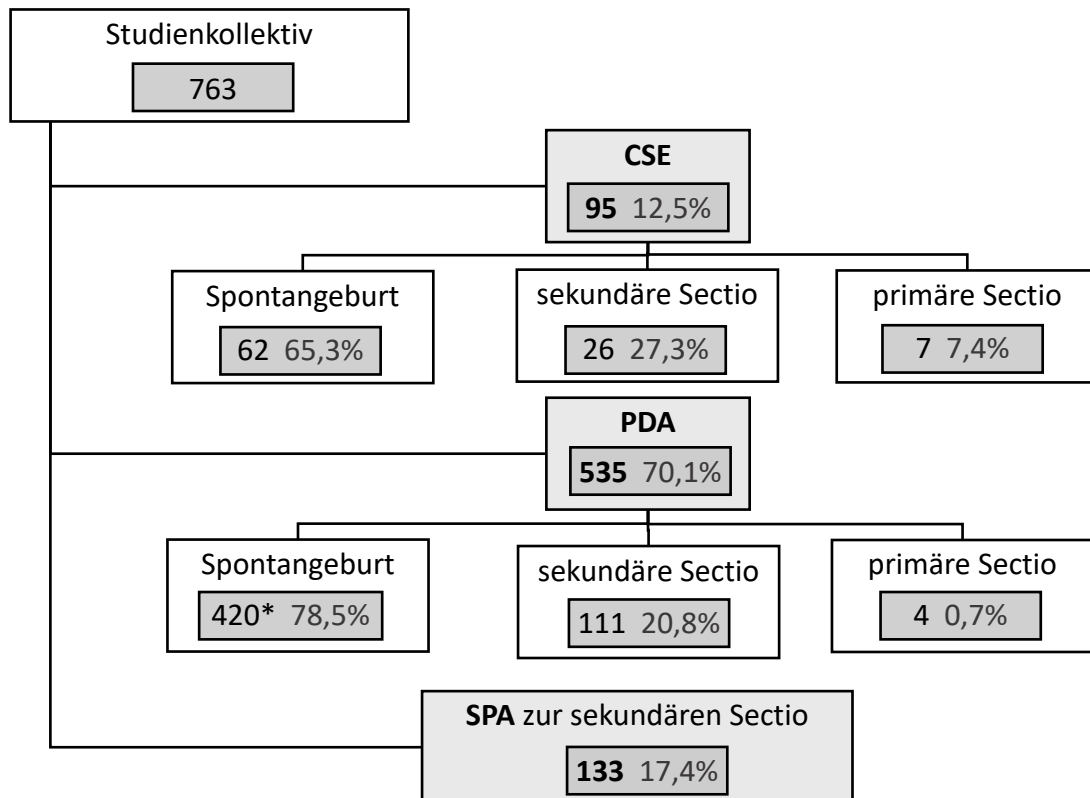 Studienkollektiv
763
CSE
95 12,5%
Spontangeburt
62 65,3%
sekundäre Sectio
26 27,3%
primäre Sectio
7 7,4%
PDA
535 70,1%
Spontangeburt
420* 78,5%
sekundäre Sectio
111 20,8%
primäre Sectio
4 0,7%
SPA zur sekundären Sectio
133 17,4%